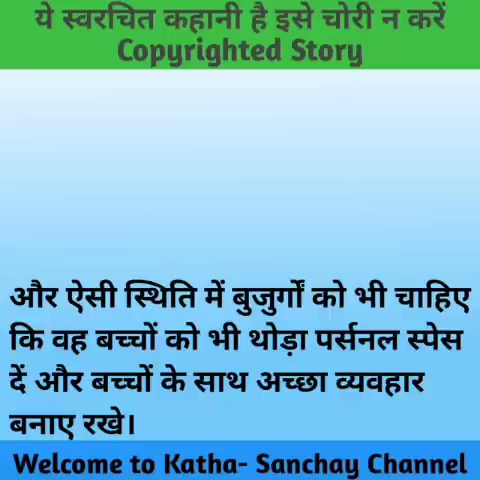 ये स्वरचित कहानी है इसे चोरी न करें
Copyrighted Story
और ऐसी स्थिति में बुजुर्गों को भी चाहिए
कि वह बच्चों को भी थोड़ा पर्सनल स्पेस
दें और बच्चों के साथ अच्छा व्यवहार
बनाए रखे।
Welcome to Katha- Sanchay Channel